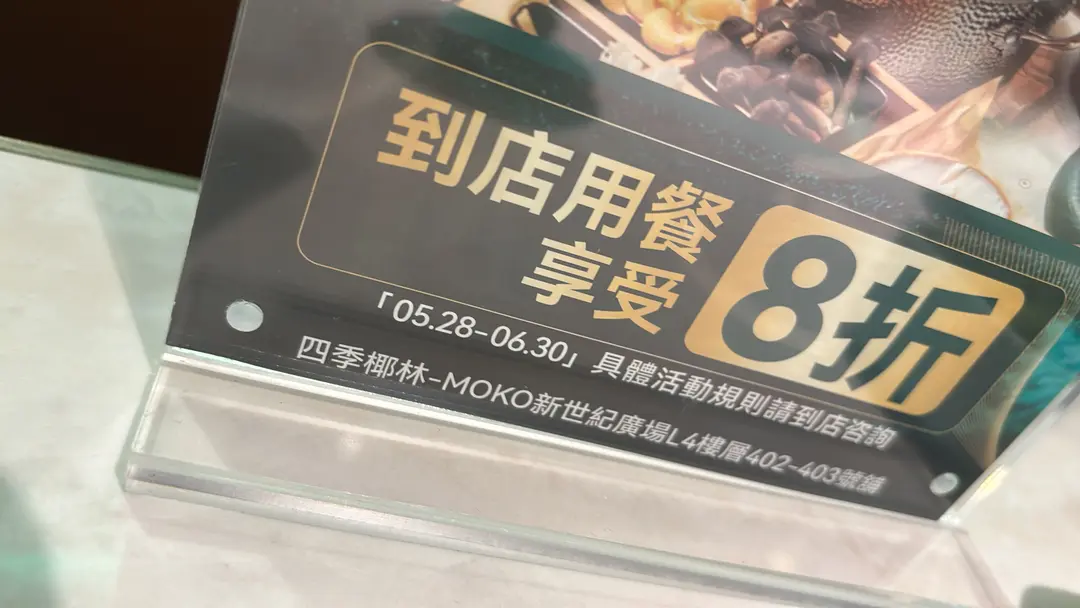 到店用餐
享受
8折
「05.28-06.30」具體活動規則請到店咨詢
四季椰林-MOKO新世紀廣場L4樓層402-403號舖